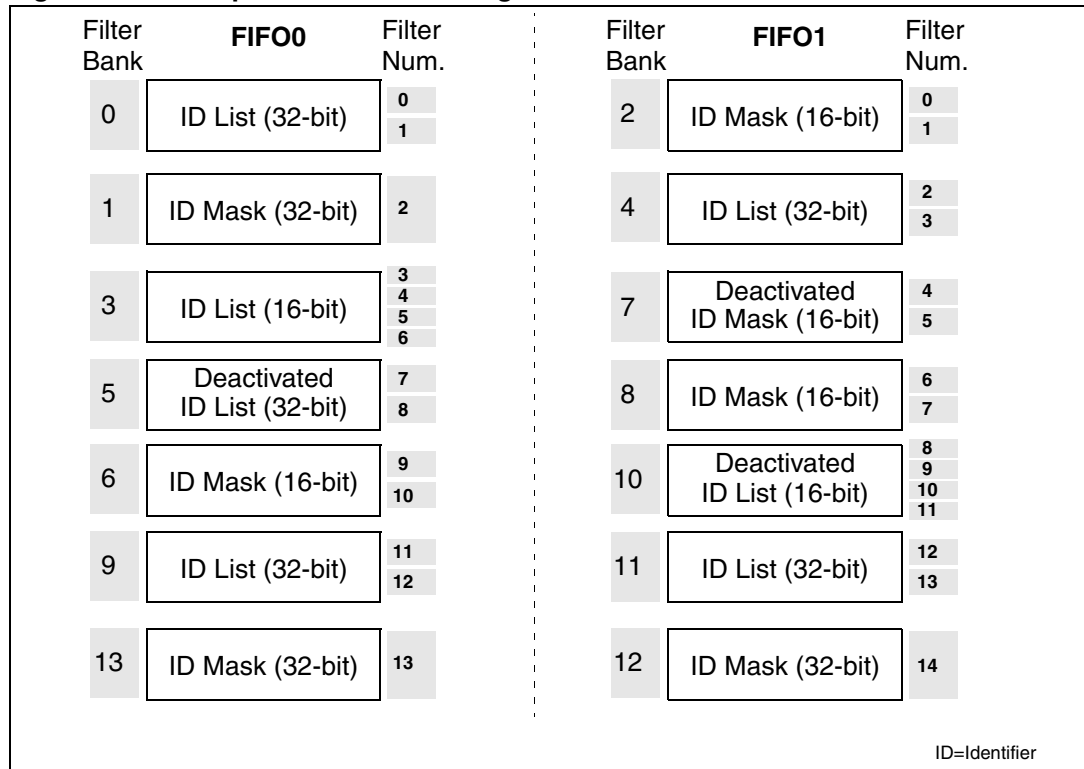 Filter Bank
FIFO0
Filter Num.
0
ID List (32-bit)
0
1
1
ID Mask (32-bit)
2
3
ID List (16-bit)
3
4
5
6
5
Deactivated
ID List (32-bit)
7
8
6
ID Mask (16-bit)
9
10
9
ID List (32-bit)
11
12
13
ID Mask (32-bit)
13
Filter Bank
FIFO1
Filter Num.
2
ID Mask (16-bit)
0
1
4
ID List (32-bit)
2
3
7
Deactivated
ID Mask (16-bit)
4
5
8
ID Mask (16-bit)
6
7
10
Deactivated
ID List (16-bit)
8
9
10
11
11
ID List (32-bit)
12
13
12
ID Mask (32-bit)
14
ID=Identifier